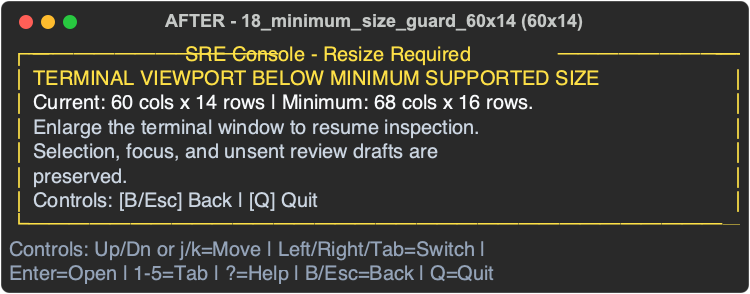 AFTER - 18_minimum_size_guard_60x14 (60x14)
SRE Console - Resize Required
TERMINAL VIEWPORT BELOW MINIMUM SUPPORTED SIZE
Current: 60 cols x 14 rows | Minimum: 68 cols x 16 rows.
Enlarge the terminal window to resume inspection.
Selection, focus, and unsent review drafts are
preserved.
Controls: [B/Esc] Back | [Q] Quit
Controls: Up/Dn or j/k=Move | Left/Right/Tab=Switch |
Enter=Open | 1-5=Tab | ?=Help | B/Esc=Back | Q=Quit